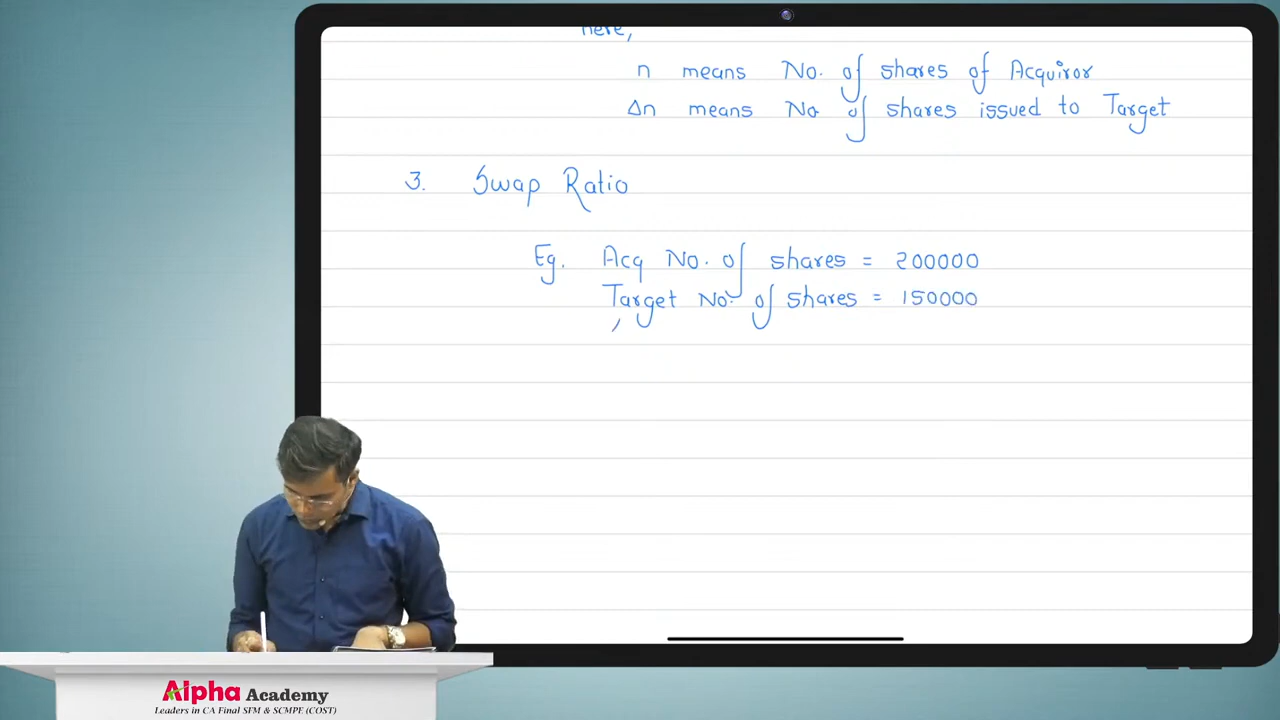 here,
n means No. of shares of Acquiror
Δn means No of shares issued to Target
3. Swap Ratio
Eg. Acq No. of shares = 200000
Target No. of shares = 150000
Alpha Academy
Leaders in CA Final SFM & SCMPE (COST)